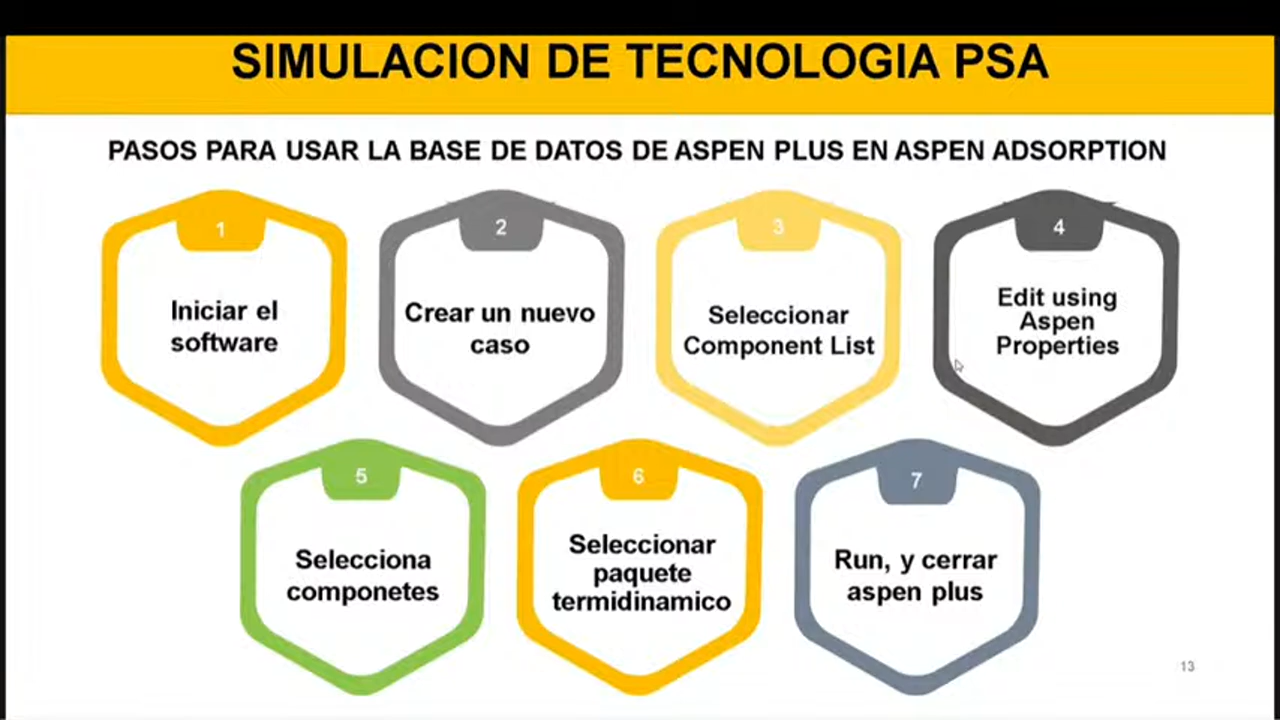 SIMULACION DE TECNOLOGIA PSA
PASOS PARA USAR LA BASE DE DATOS DE ASPEN PLUS EN ASPEN ADSORPTION
1
Iniciar el
software
2
Crear un nuevo
caso
3
Seleccionar
Component List
4
Edit using
Aspen
Properties
5
Selecciona
componetes
6
Seleccionar
paquete
termidinamico
7
Run, y cerrar
aspen plus
13